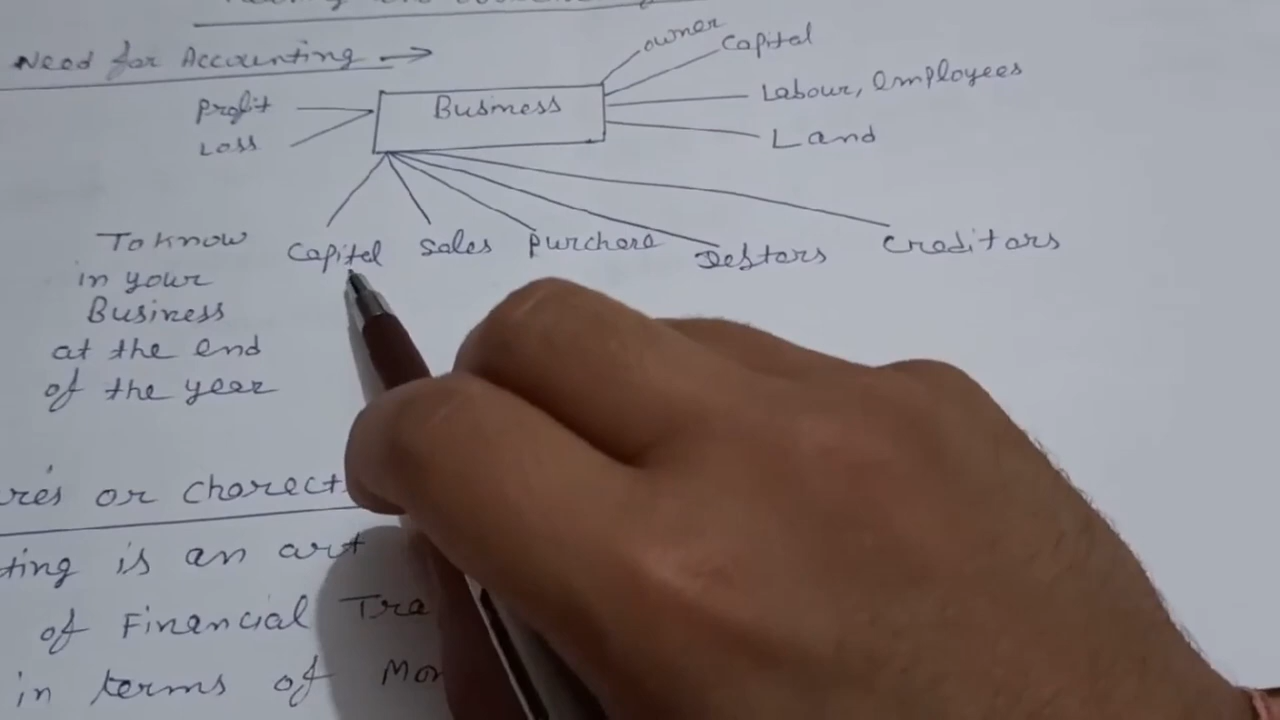 Need for Accounting →
owner
Capital
Business
Labour, Employees
Land
Profit
Loss
Capital Sales Purchase Debtors Creditors
To know
in your
Business
at the end
of the year
res or charect
ting is an art
of Financial Tra
in terms of Mon